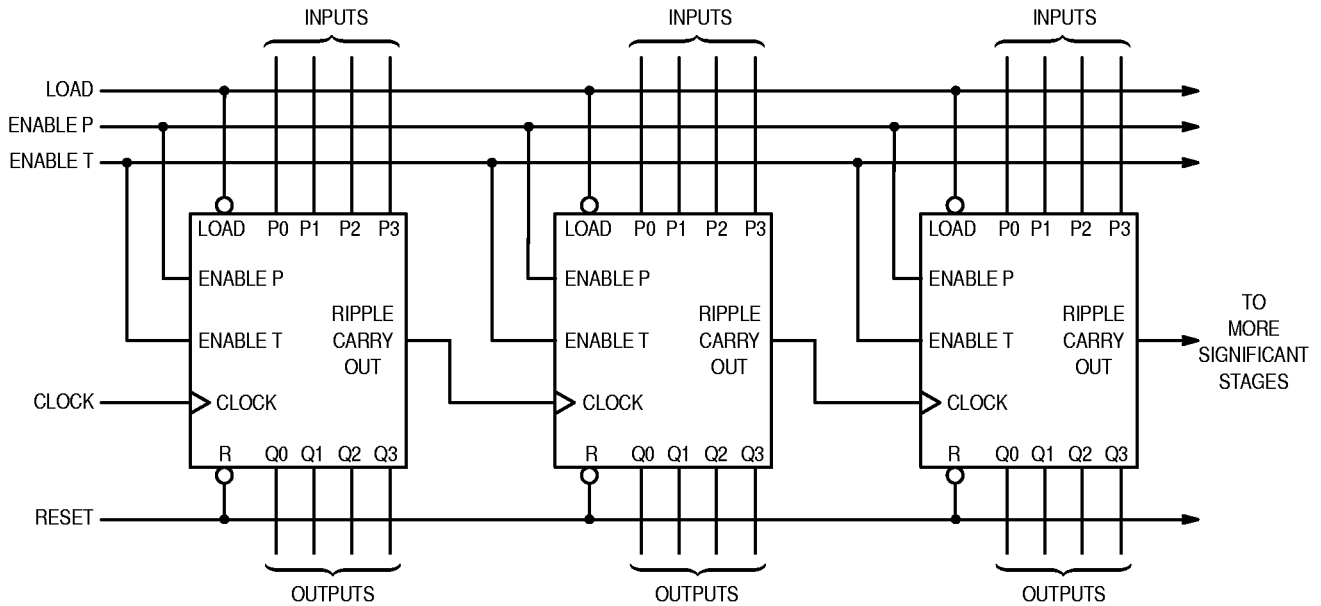 INPUTS INPUTS INPUTS
LOAD
ENABLE P
ENABLE T
LOAD P0 P1 P2 P3 LOAD P0 P1 P2 P3 LOAD P0 P1 P2 P3
ENABLE P ENABLE P ENABLE P
RIPPLE RIPPLE RIPPLE TO
ENABLE T CARRY ENABLE T CARRY ENABLE T CARRY MORE
OUT OUT OUT SIGNIFICANT
STAGES
CLOCK CLOCK CLOCK CLOCK
R Q0 Q1 Q2 Q3 R Q0 Q1 Q2 Q3 R Q0 Q1 Q2 Q3
RESET
OUTPUTS OUTPUTS OUTPUTS